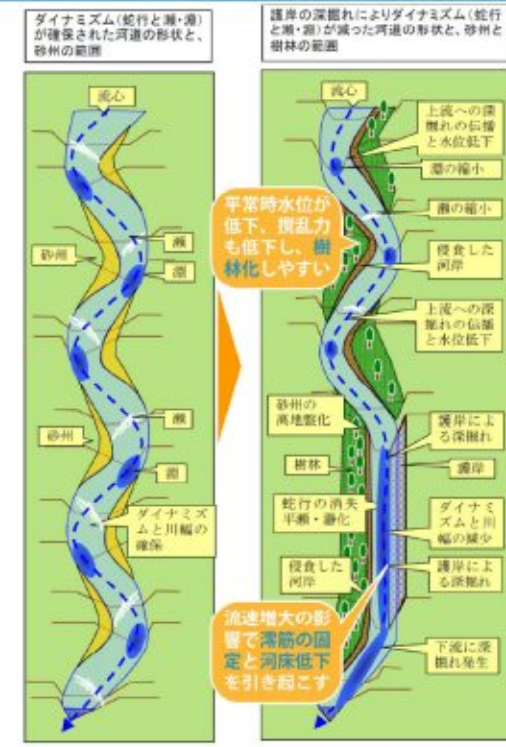 ダイナミズム(蛇行と瀬・淵)
が確保された河道の形状と、
砂州の範囲
流心
瀬
砂州
淵
瀬
砂州
淵
ダイナミズ
ムと川幅の
確保
護岸の深掘れによりダイナミズム(蛇行
と瀬・淵)が減った河道の形状と、砂州と
樹林の範囲
流心
上流への深
掘れの伝播
と水位低下
淵の縮小
瀬の縮小
平常時水位が
低下、撹乱力
も低下し、樹
林化しやすい
侵食した
河岸
上流への深
掘れの伝播
と水位低下
砂州の
高地盤化
護岸によ
る深掘れ
樹林
護岸
蛇行の消失
平瀬・瀞化
ダイナミ
ズムと川
幅の減少
侵食した
河岸
護岸によ
る深掘れ
流速増大の影
響で澪筋の固
定と河床低下
を引き起こす
下流に深
掘れ発生